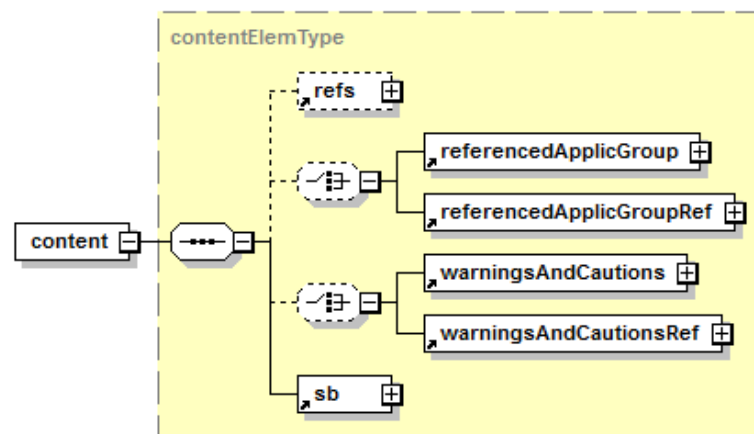 contentElemType
refs
referencedApplicGroup
referencedApplicGroupRef
content
warningsAndCautions
warningsAndCautionsRef
sb